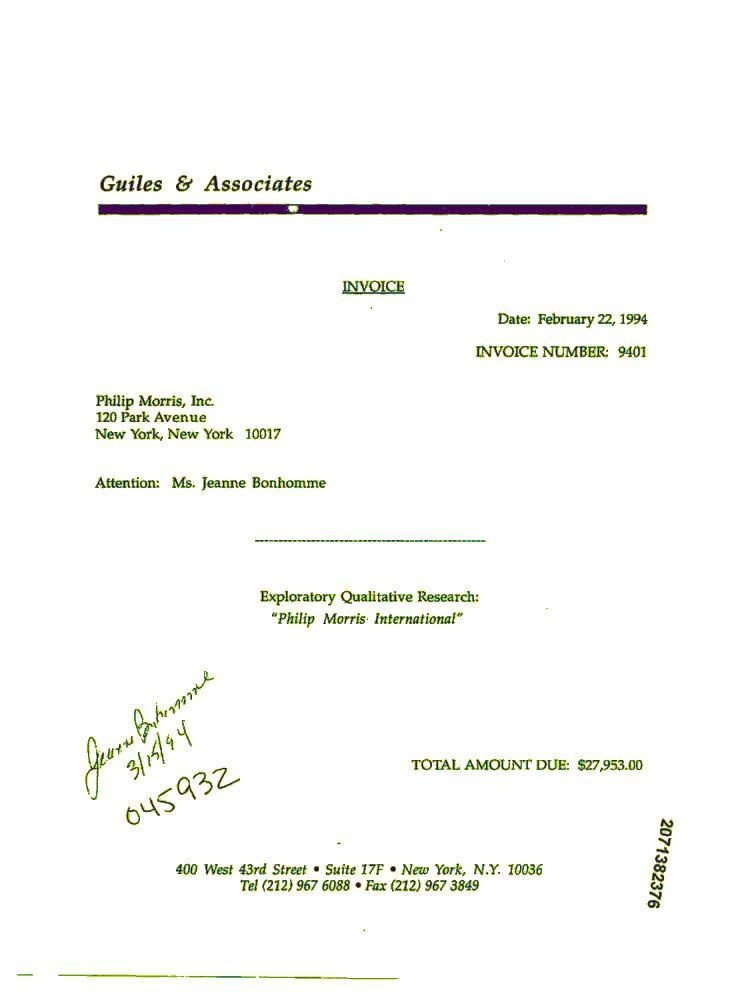 Guiles & Associates
INVOICE
Date: February 22, 1994
INVOICE NUMBER: 9401
Philip Morris, Inc.
120 Park Avenue
New York, New York 10017
Attention: Ms. Jeanne Bonhomme
Exploratory Qualitative Research:
"Philip Morris International"
Jeanne Bonhomme
3/15/94
045932
TOTAL AMOUNT DUE: $27,953.00
400 West 43rd Street • Suite 17F • New York, N.Y. 10036
Tel (212) 967 6088 • Fax (212) 967 3849
2071382376